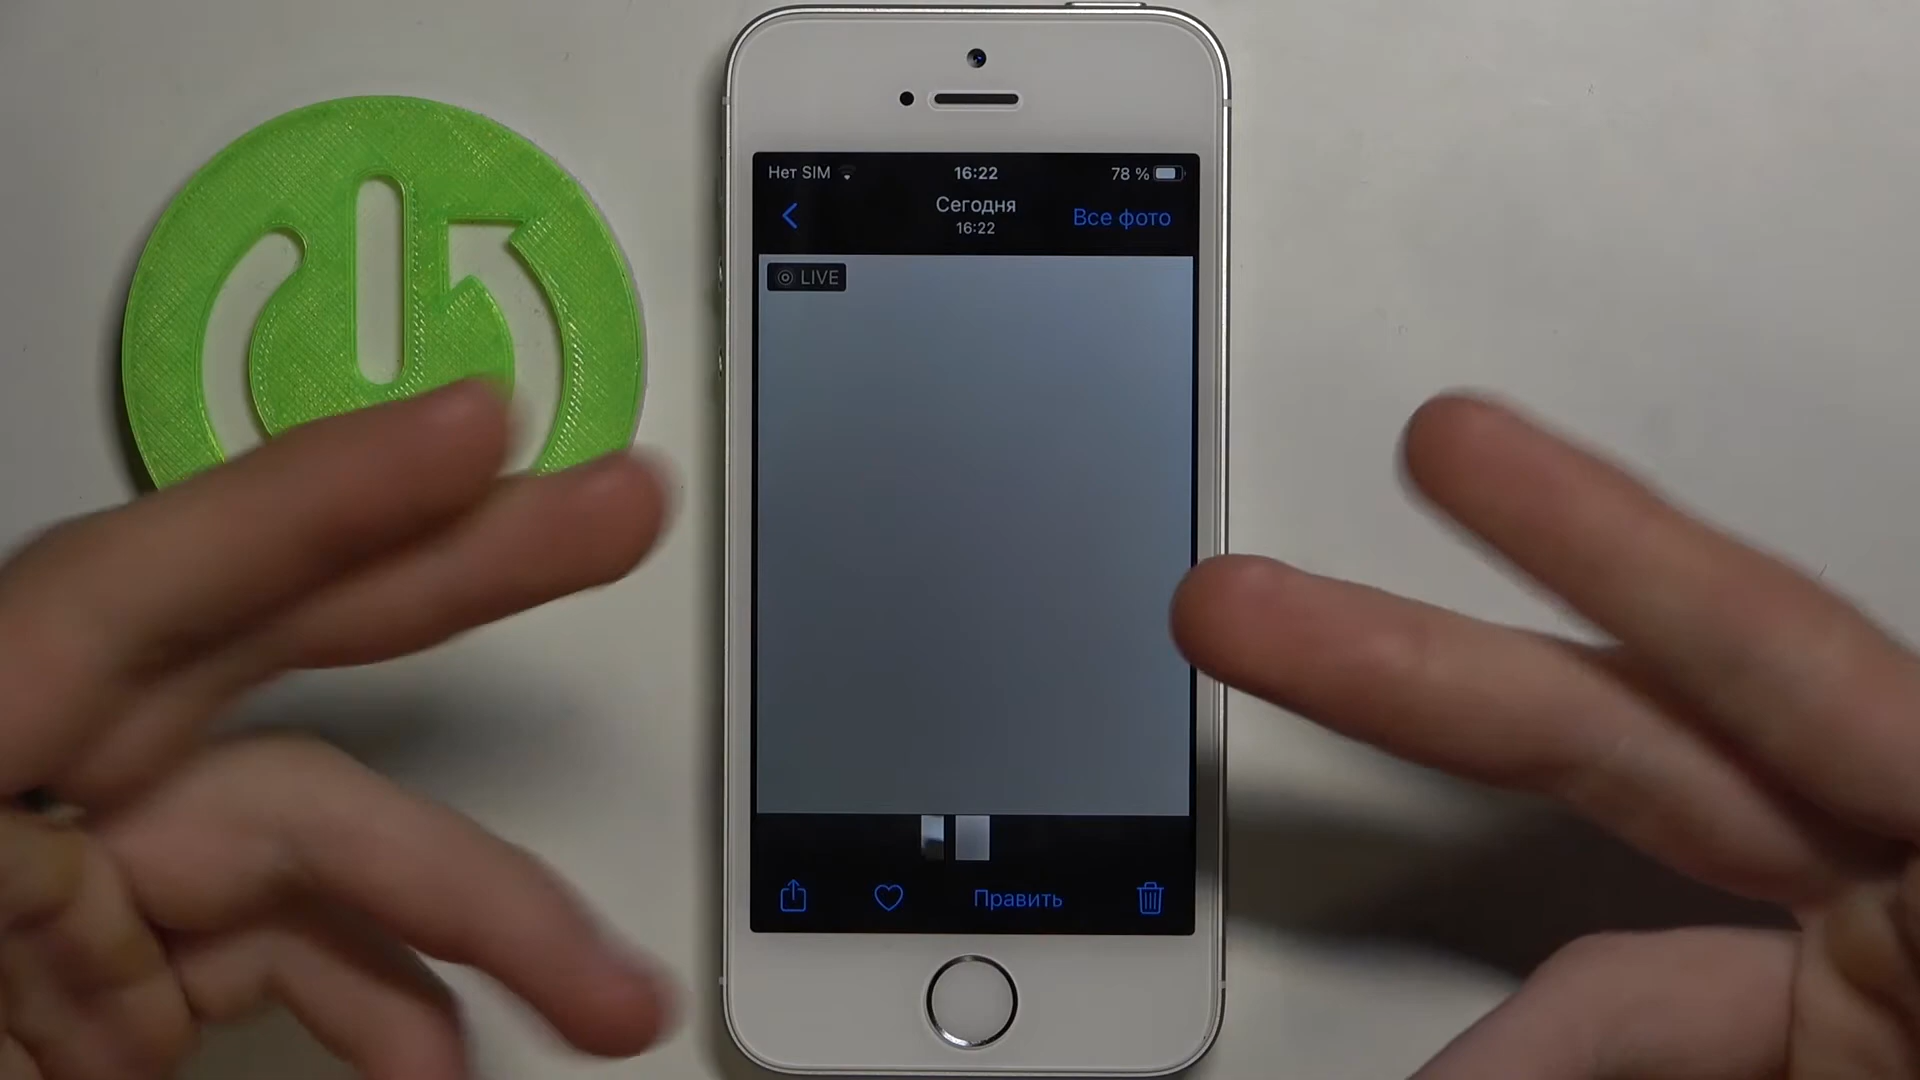 Нет SIM 16:22 78 %
Сегодня
16:22
Все фото
LIVE
Править